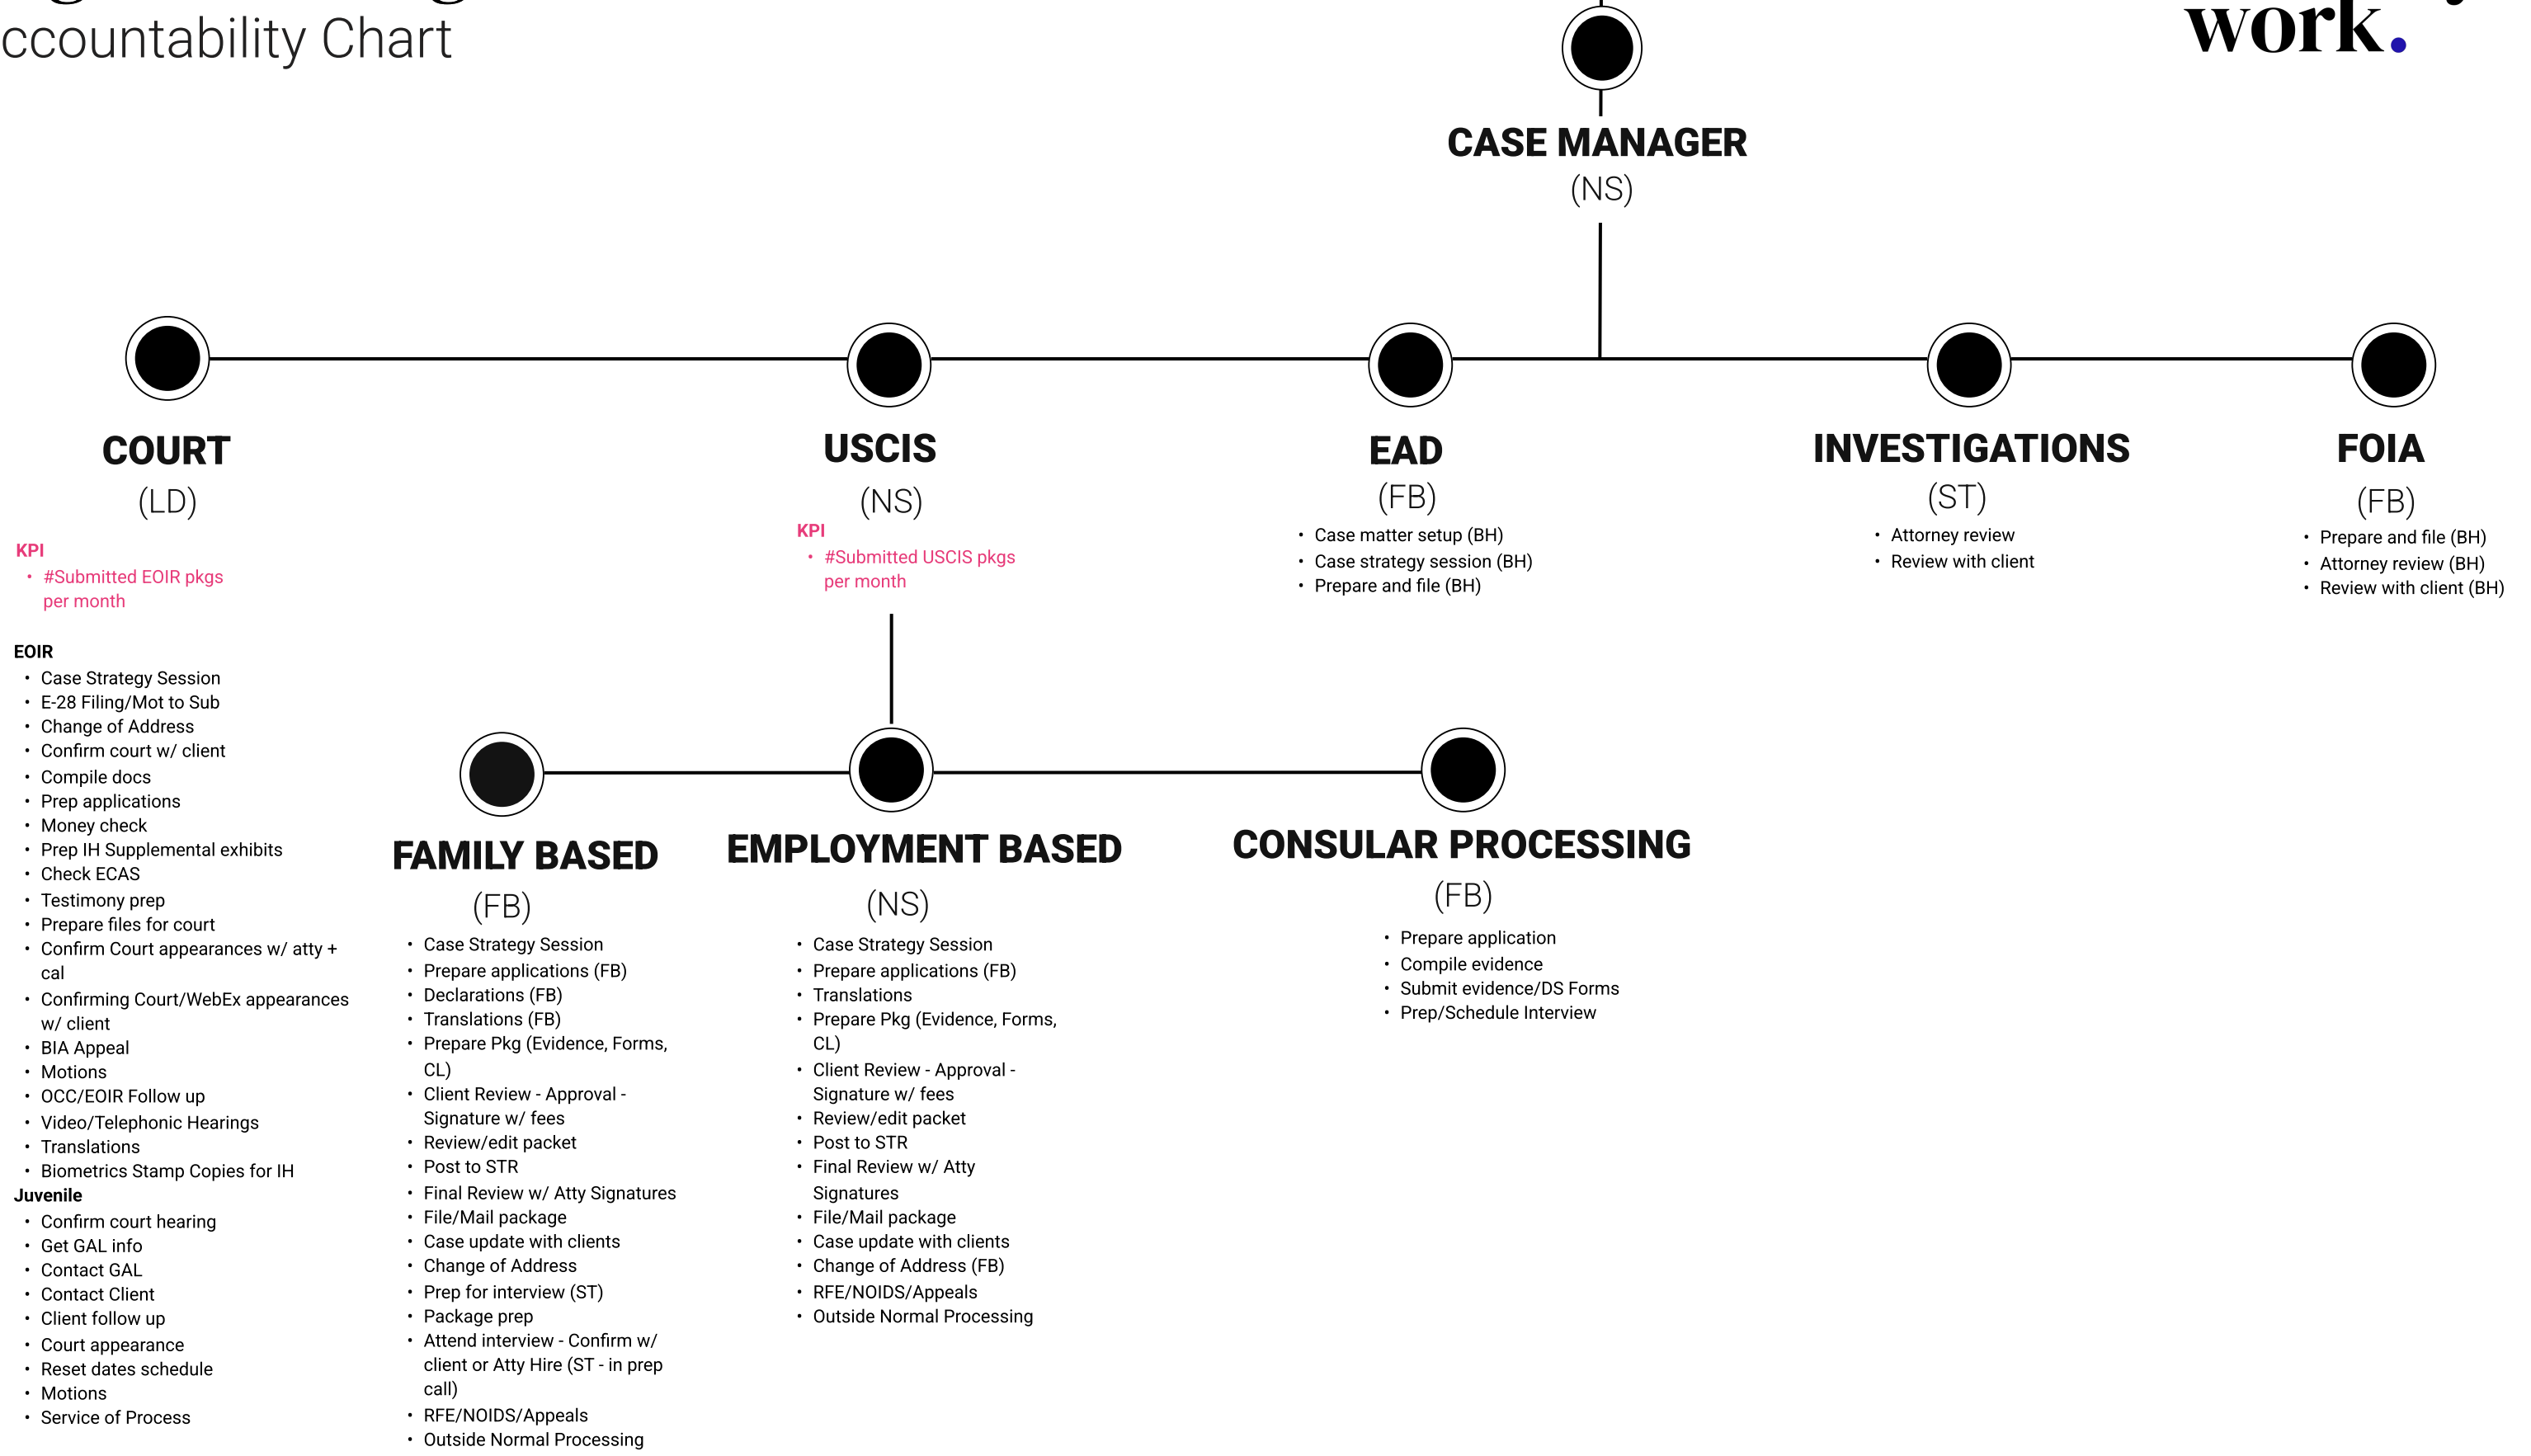 ccountability Chart
work.
CASE MANAGER
(NS)
COURT
(LD)
KPI
• #Submitted EOIR pkgs
per month
EOIR
• Case Strategy Session
• E-28 Filing/Mot to Sub
• Change of Address
• Confirm court w/ client
• Compile docs
• Prep applications
• Money check
• Prep IH Supplemental exhibits
• Check ECAS
• Testimony prep
• Prepare files for court
• Confirm Court appearances w/ atty +
cal
• Confirming Court/WebEx appearances
w/ client
• BIA Appeal
• Motions
• OCC/EOIR Follow up
• Video/Telephonic Hearings
• Translations
• Biometrics Stamp Copies for IH
Juvenile
• Confirm court hearing
• Get GAL info
• Contact GAL
• Contact Client
• Client follow up
• Court appearance
• Reset dates schedule
• Motions
• Service of Process
USCIS
(NS)
KPI
• #Submitted USCIS pkgs
per month
FAMILY BASED
(FB)
• Case Strategy Session
• Prepare applications (FB)
• Declarations (FB)
• Translations (FB)
• Prepare Pkg (Evidence, Forms,
CL)
• Client Review - Approval -
Signature w/ fees
• Review/edit packet
• Post to STR
• Final Review w/ Atty Signatures
• File/Mail package
• Case update with clients
• Change of Address
• Prep for interview (ST)
• Package prep
• Attend interview - Confirm w/
client or Atty Hire (ST - in prep
call)
• RFE/NOIDS/Appeals
• Outside Normal Processing
EMPLOYMENT BASED
(NS)
• Case Strategy Session
• Prepare applications (FB)
• Translations
• Prepare Pkg (Evidence, Forms,
CL)
• Client Review - Approval -
Signature w/ fees
• Review/edit packet
• Post to STR
• Final Review w/ Atty
Signatures
• File/Mail package
• Case update with clients
• Change of Address (FB)
• RFE/NOIDS/Appeals
• Outside Normal Processing
CONSULAR PROCESSING
(FB)
• Prepare application
• Compile evidence
• Submit evidence/DS Forms
• Prep/Schedule Interview
EAD
(FB)
• Case matter setup (BH)
• Case strategy session (BH)
• Prepare and file (BH)
INVESTIGATIONS
(ST)
• Attorney review
• Review with client
FOIA
(FB)
• Prepare and file (BH)
• Attorney review (BH)
• Review with client (BH)